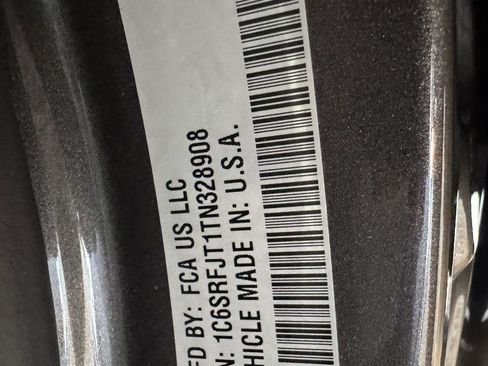 FD BY: FCA US LLC
N: 1C6SRFJT1TN328908
HICLE MADE IN: U.S.A.